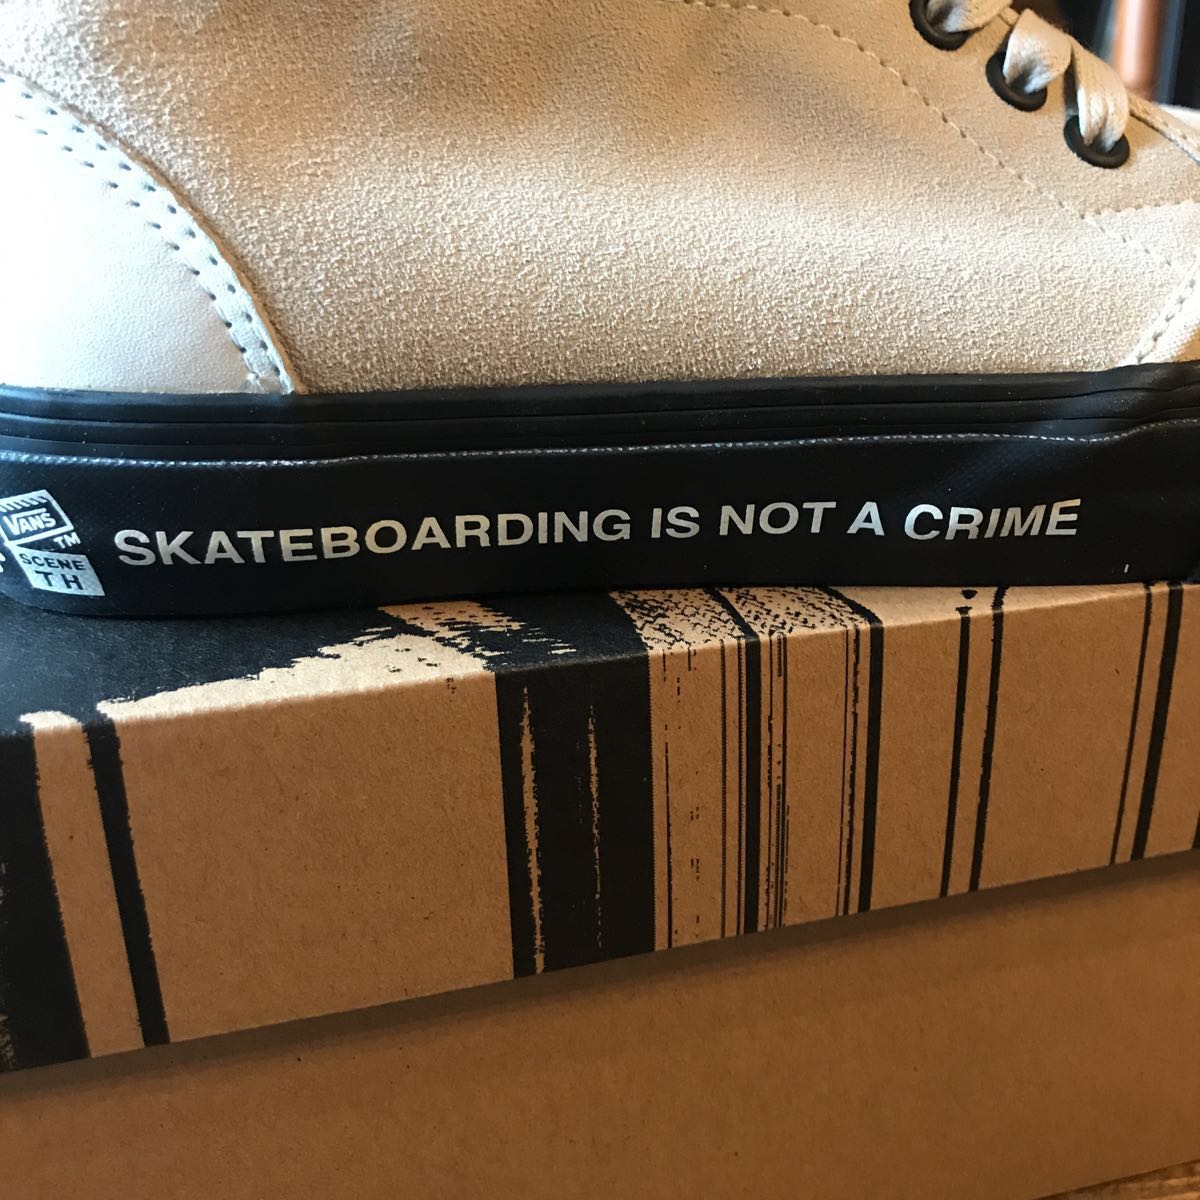 VANS
TM
SCENE
TH
SKATEBOARDING IS NOT A CRIME